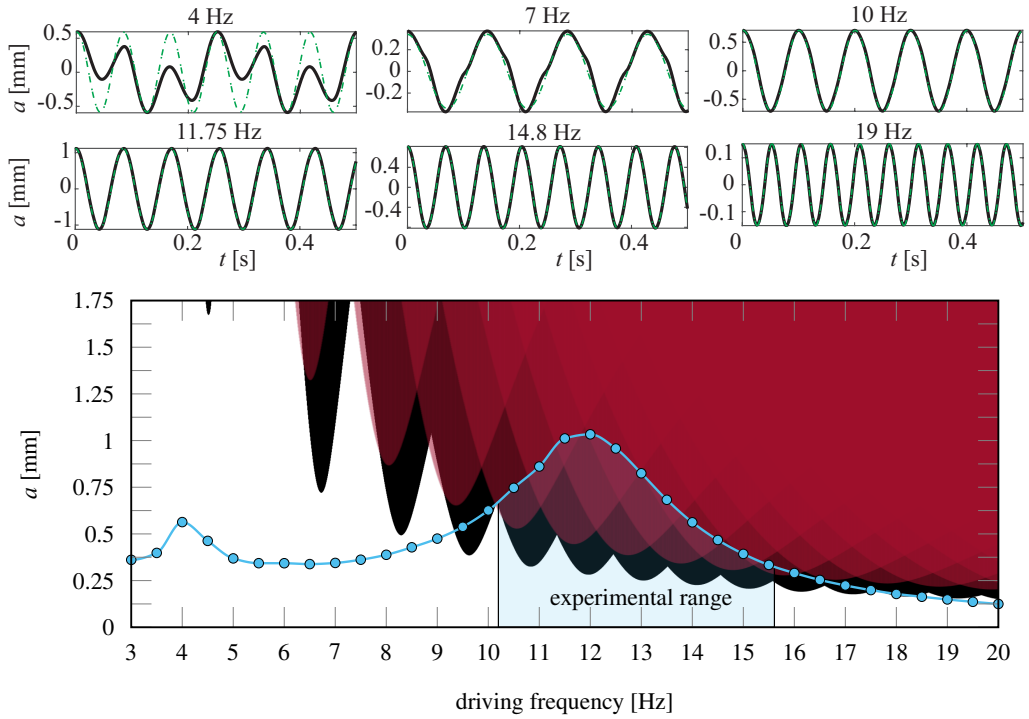 4 Hz 7 Hz 10 Hz
a [mm] 0.5 0 -0.5 0.2 0 -0.2 0.5 0 -0.5
11.75 Hz 14.8 Hz 19 Hz
a [mm] 1 0 -1 0.4 0 -0.4 0.1 0 -0.1
0 0.2 0.4 0 0.2 0.4 0 0.2 0.4
t [s] t [s] t [s]
1.75
1.5
1.25
1
a [mm]
0.75
0.5
0.25
experimental range
0
3 4 5 6 7 8 9 10 11 12 13 14 15 16 17 18 19 20
driving frequency [Hz]